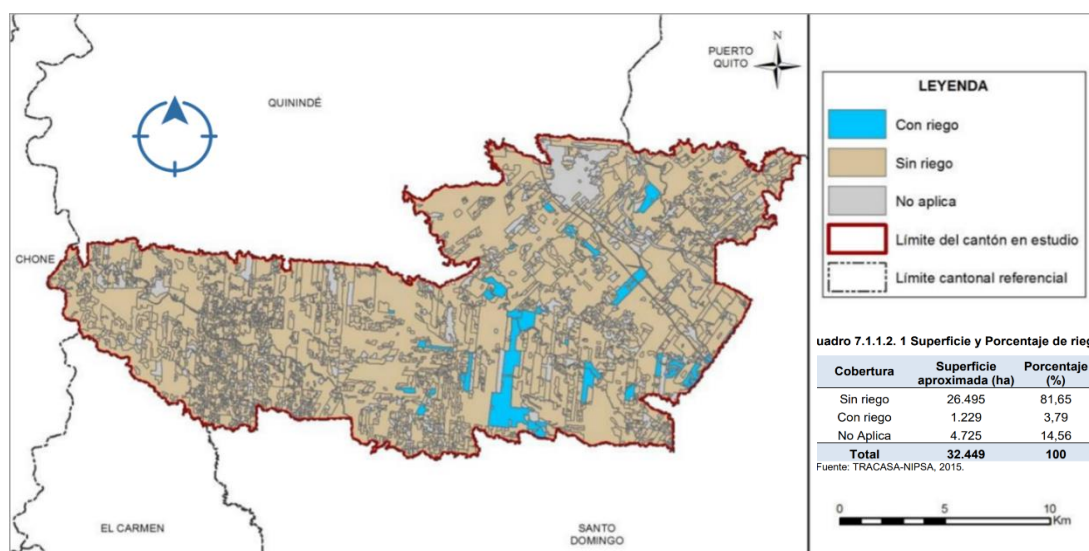 PUERTO
QUITO
N
QUININDÉ
CHONE
EL CARMEN
SANTO
DOMINGO
LEYENDA
Con riego
Sin riego
No aplica
Límite del cantón en estudio
Límite cantonal referencial
uadro 7.1.1.2. 1 Superficie y Porcentaje de rieg
Cobertura Superficie aproximada (ha) Porcentaje (%)
Sin riego 26.495 81,65
Con riego 1.229 3,79
No Aplica 4.725 14,56
Total 32.449 100
Fuente: TRACASA-NIPSA, 2015.
0 5 10
Km